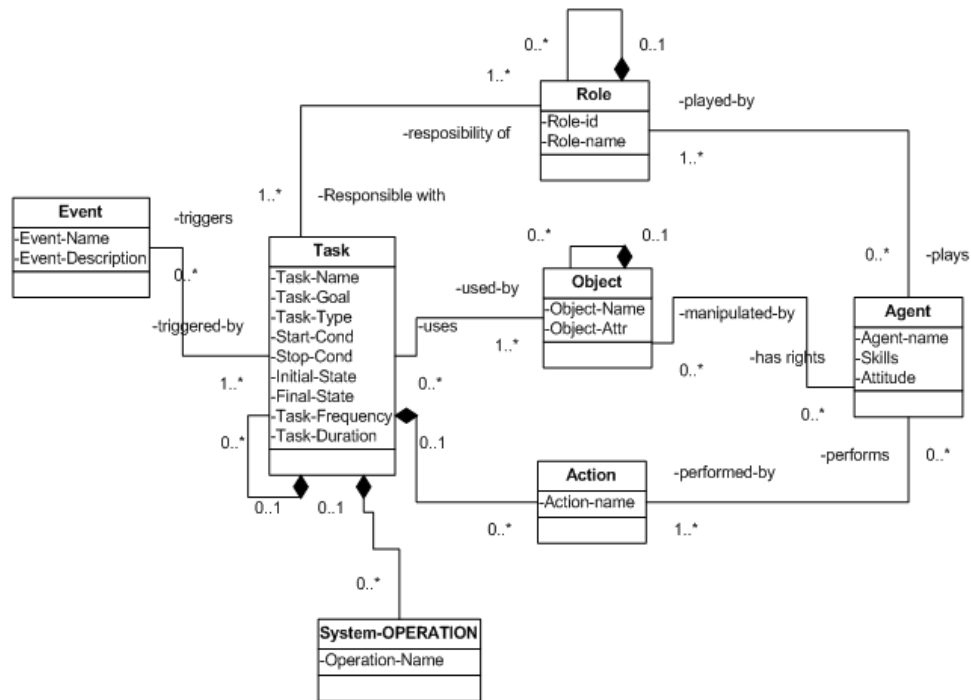 0..*
0..1
1..*
Role
-Role-id
-Role-name
-played-by
-resposibility of
1..*
1..*
-Responsible with
Event
-Event-Name
-Event-Description
-triggers
0..*
-triggered-by
1..*
Task
-Task-Name
-Task-Goal
-Task-Type
-Start-Cond
-Stop-Cond
-Initial-State
-Final-State
-Task-Frequency
-Task-Duration
0..*
0..1
Object
-Object-Name
-Object-Attr
-used-by
-uses
1..*
0..*
-manipulated-by
0..*
-has rights
0..*
0..*
-plays
Agent
-Agent-name
-Skills
-Attitude
0..*
0..1
0..1
0..1
Action
-Action-name
-performed-by
-performs
0..*
0..*
1..*
0..*
System-OPERATION
-Operation-Name